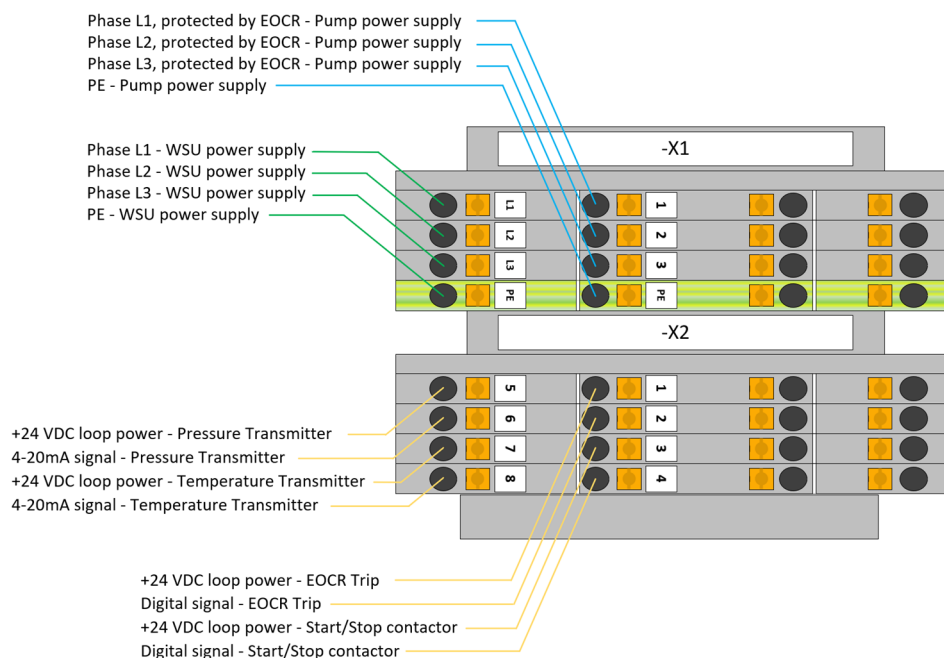 Phase L1, protected by EOCR - Pump power supply
Phase L2, protected by EOCR - Pump power supply
Phase L3, protected by EOCR - Pump power supply
PE - Pump power supply
-X1
Phase L1 - WSU power supply
Phase L2 - WSU power supply
Phase L3 - WSU power supply
PE - WSU power supply
L1 1
L2 2
L3 3
PE PE
-X2
5 1
6 2
7 3
8 4
+24 VDC loop power - Pressure Transmitter
4-20mA signal - Pressure Transmitter
+24 VDC loop power - Temperature Transmitter
4-20mA signal - Temperature Transmitter
+24 VDC loop power - EOCR Trip
Digital signal - EOCR Trip
+24 VDC loop power - Start/Stop contactor
Digital signal - Start/Stop contactor